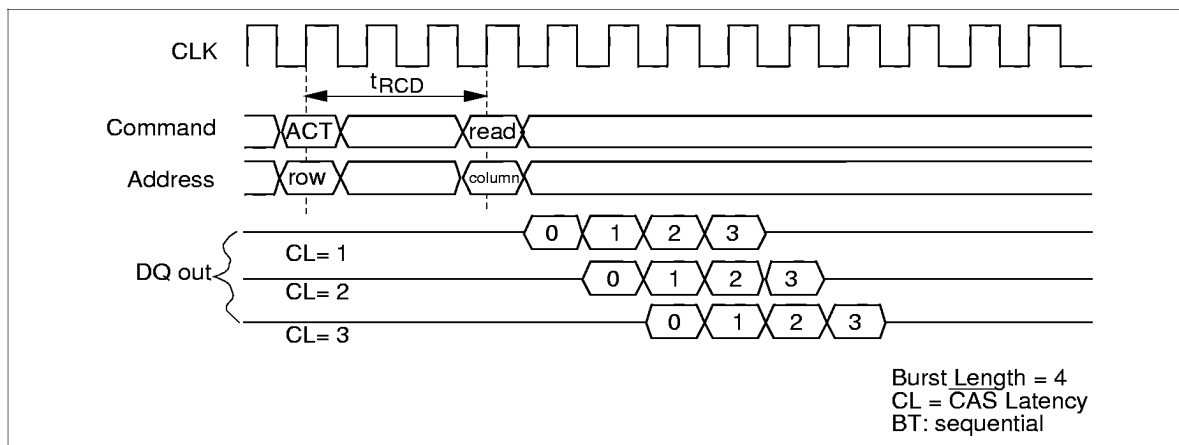 CLK
tRCD
Command ACT read
Address row column
0 1 2 3
CL= 1
DQ out
0 1 2 3
CL= 2
0 1 2 3
CL= 3
Burst Length = 4
CL = C̅A̅S̅ Latency
BT: sequential